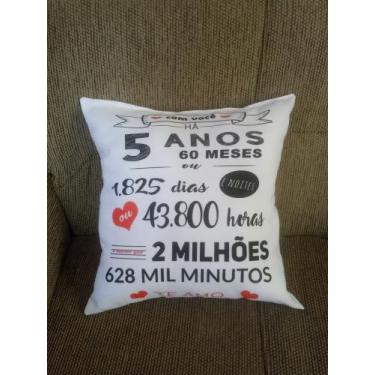 com você
HÁ
5 ANOS
60 MESES
ou
1.825 dias
E NOITES
ou 43.800 horas
2 MILHÕES
628 MIL MINUTOS
TE AMO